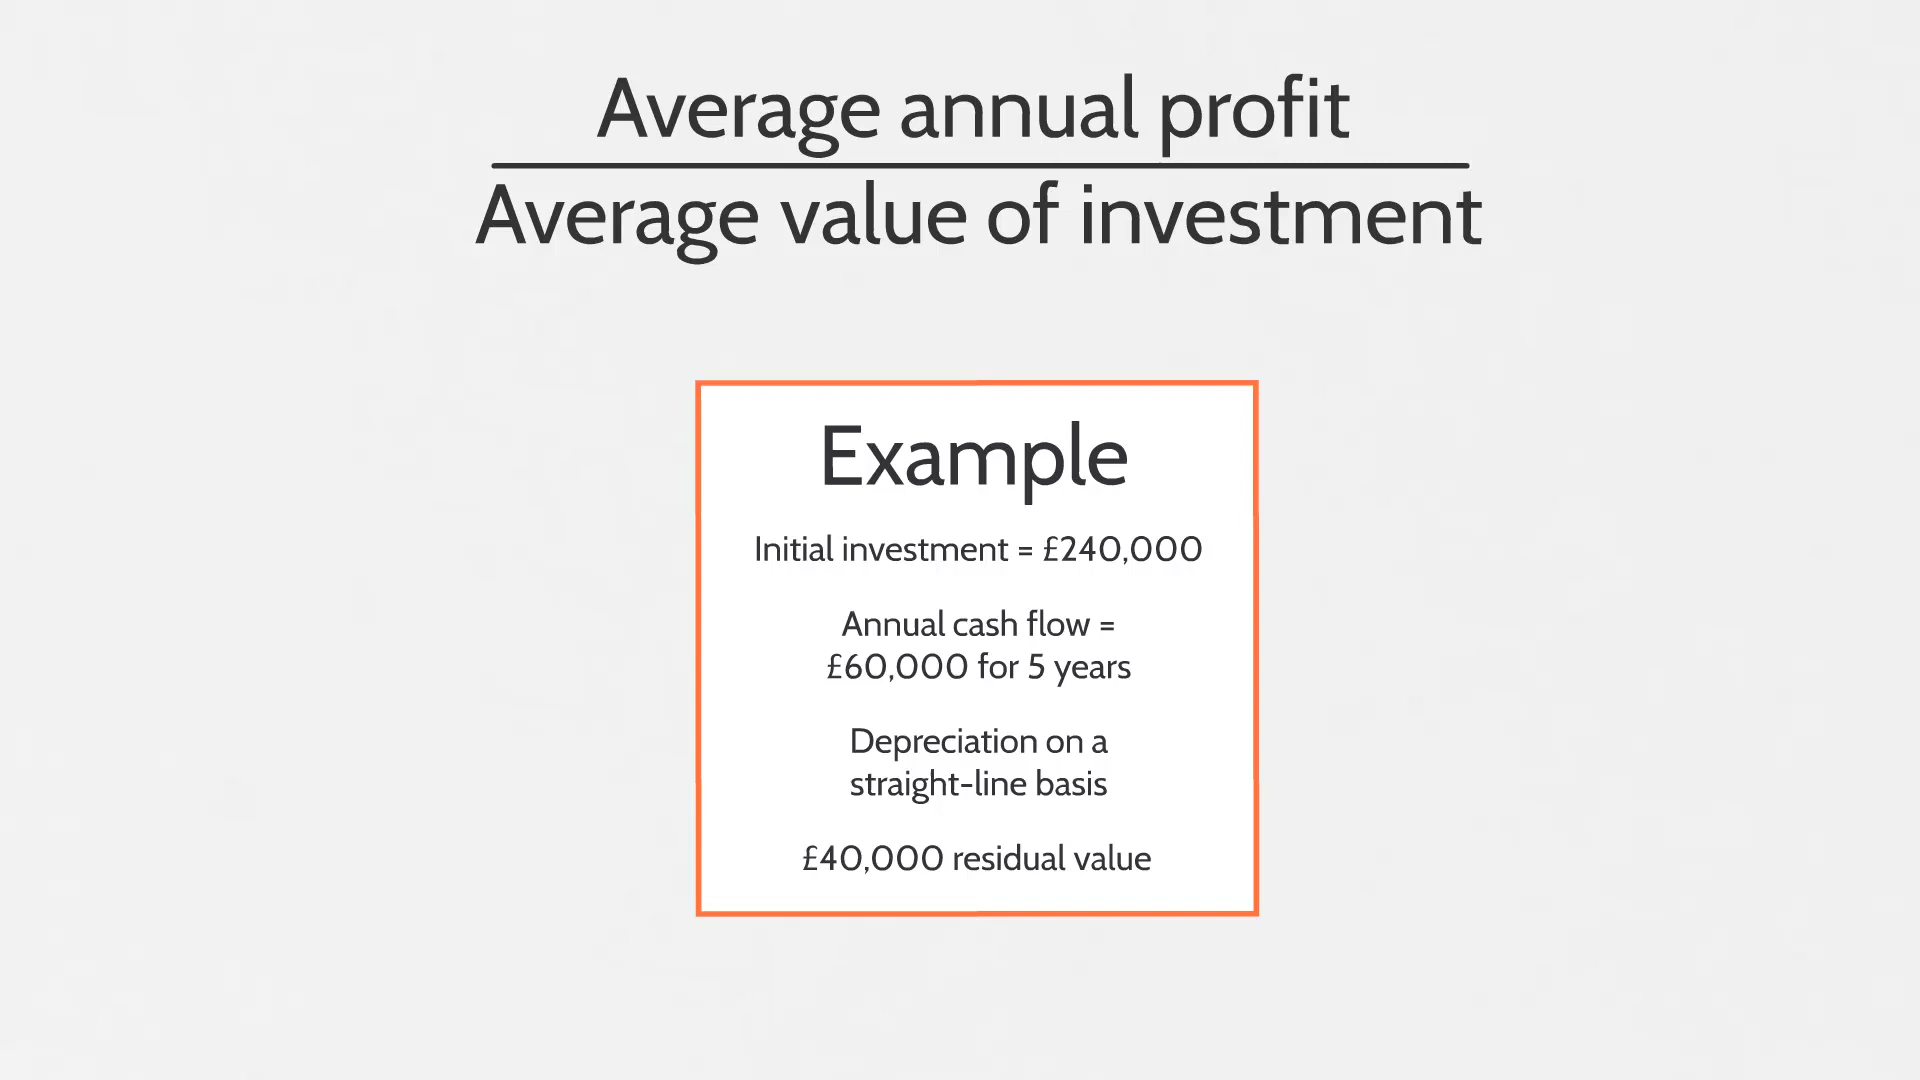 Average annual profit
Average value of investment
Example
Initial investment = £240,000
Annual cash flow =
£60,000 for 5 years
Depreciation on a
straight-line basis
£40,000 residual value